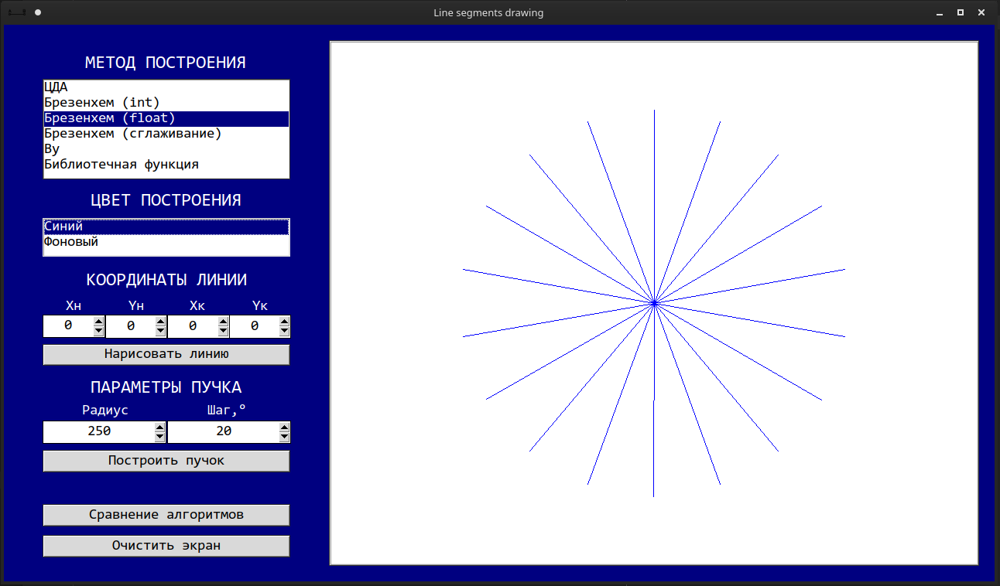 Line segments drawing
МЕТОД ПОСТРОЕНИЯ
ЦДА
Брезенхем (int)
Брезенхем (float)
Брезенхем (сглаживание)
Ву
Библиотечная функция
ЦВЕТ ПОСТРОЕНИЯ
Синий
Фоновый
КООРДИНАТЫ ЛИНИИ
Xн Yн Xк Yк
0 0 0 0
Нарисовать линию
ПАРАМЕТРЫ ПУЧКА
Радиус Шаг,°
250 20
Построить пучок
Сравнение алгоритмов
Очистить экран